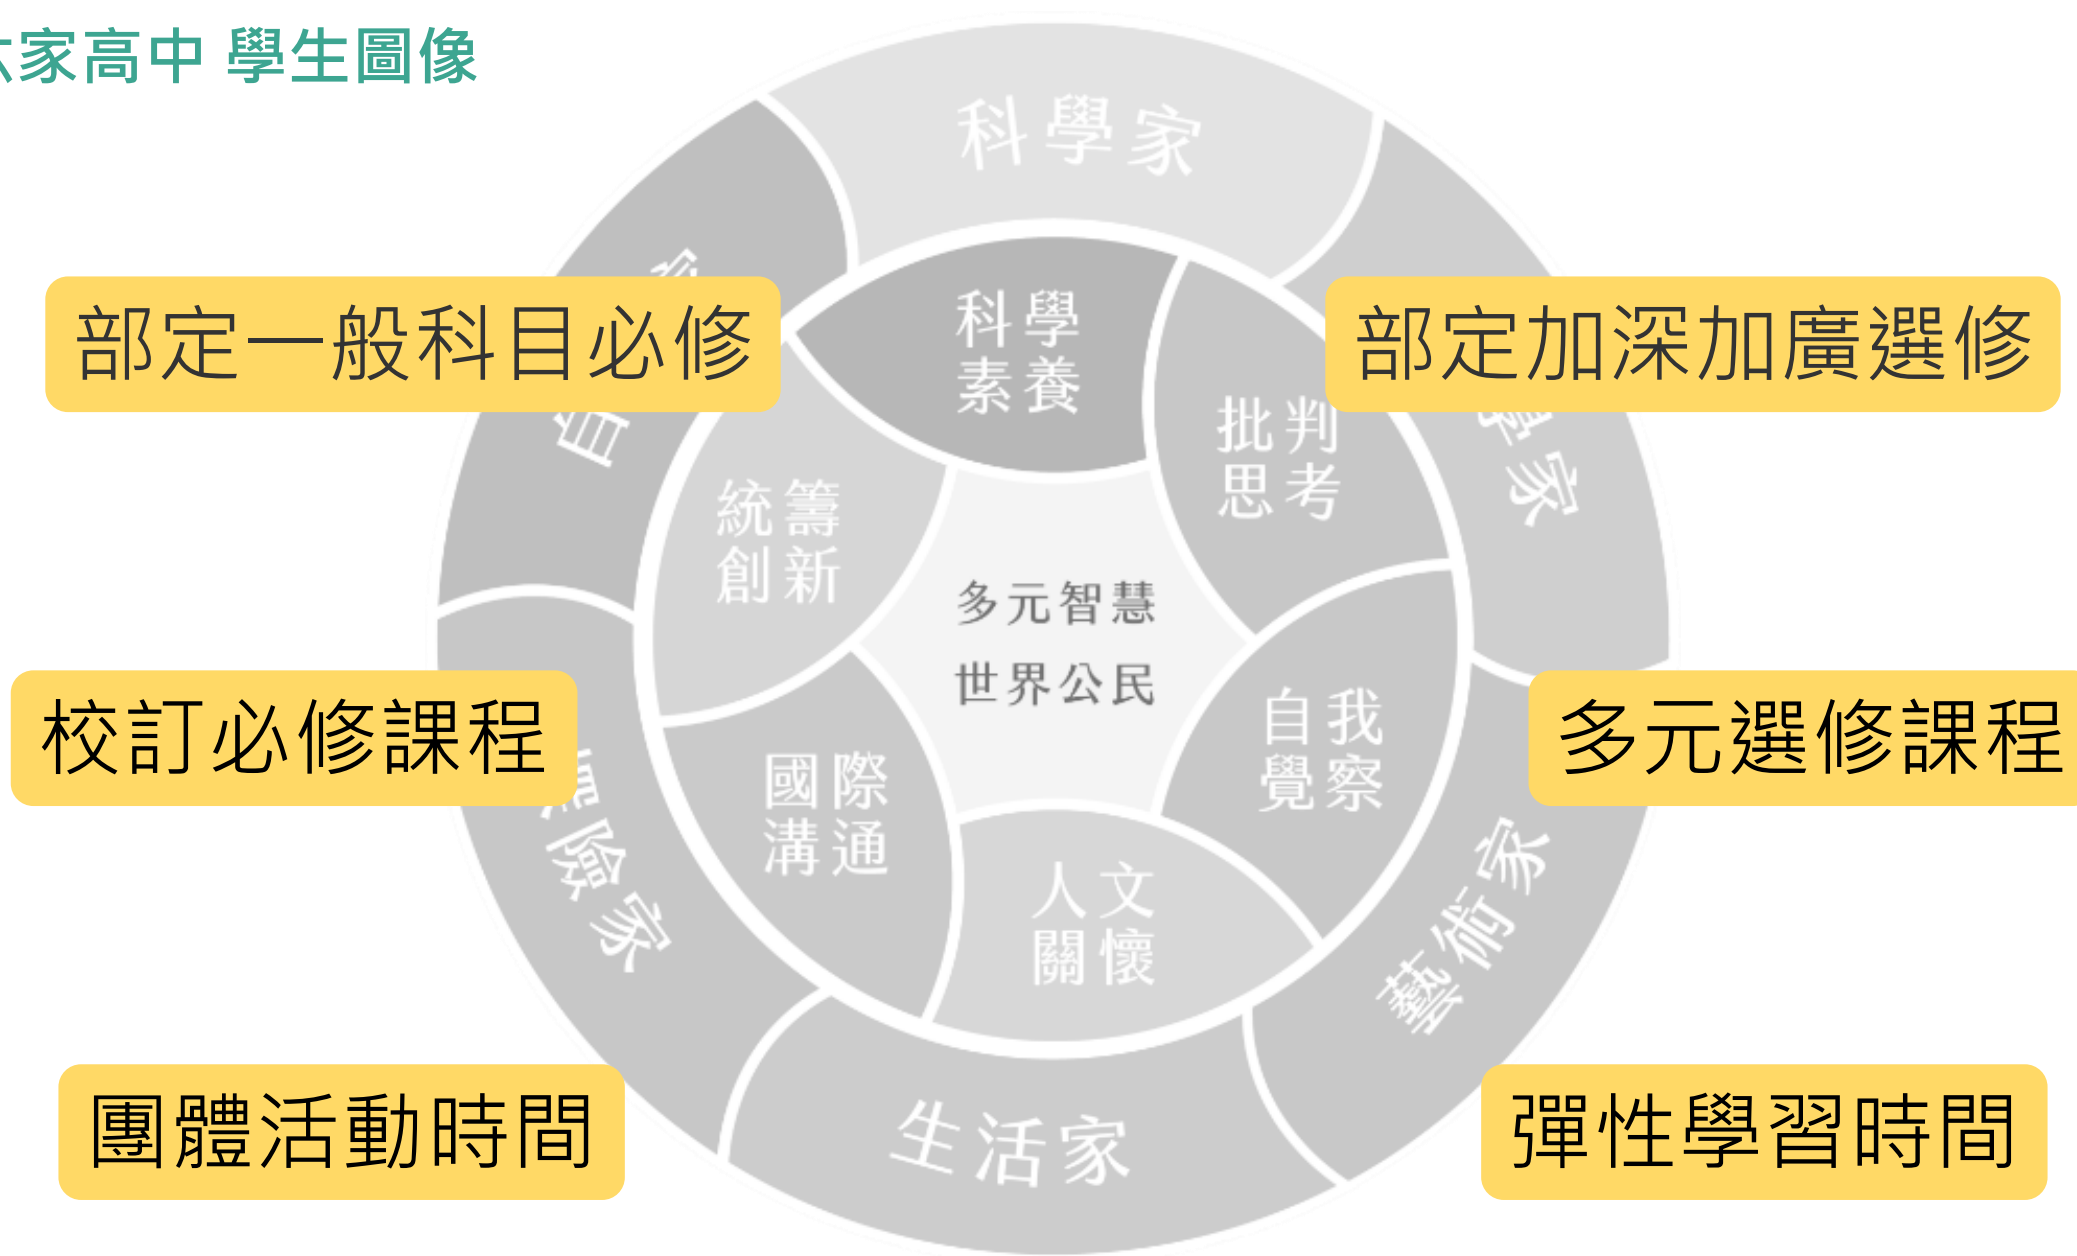 家高中 學生圖像
科學家
部定一般科目必修
部定加深加廣選修
科學
素養
批判
思考
學家
統籌
創新
多元智慧
世界公民
校訂必修課程
多元選修課程
自我
覺察
國際
溝通
險家
人文
關懷
藝術家
團體活動時間
彈性學習時間
生活家